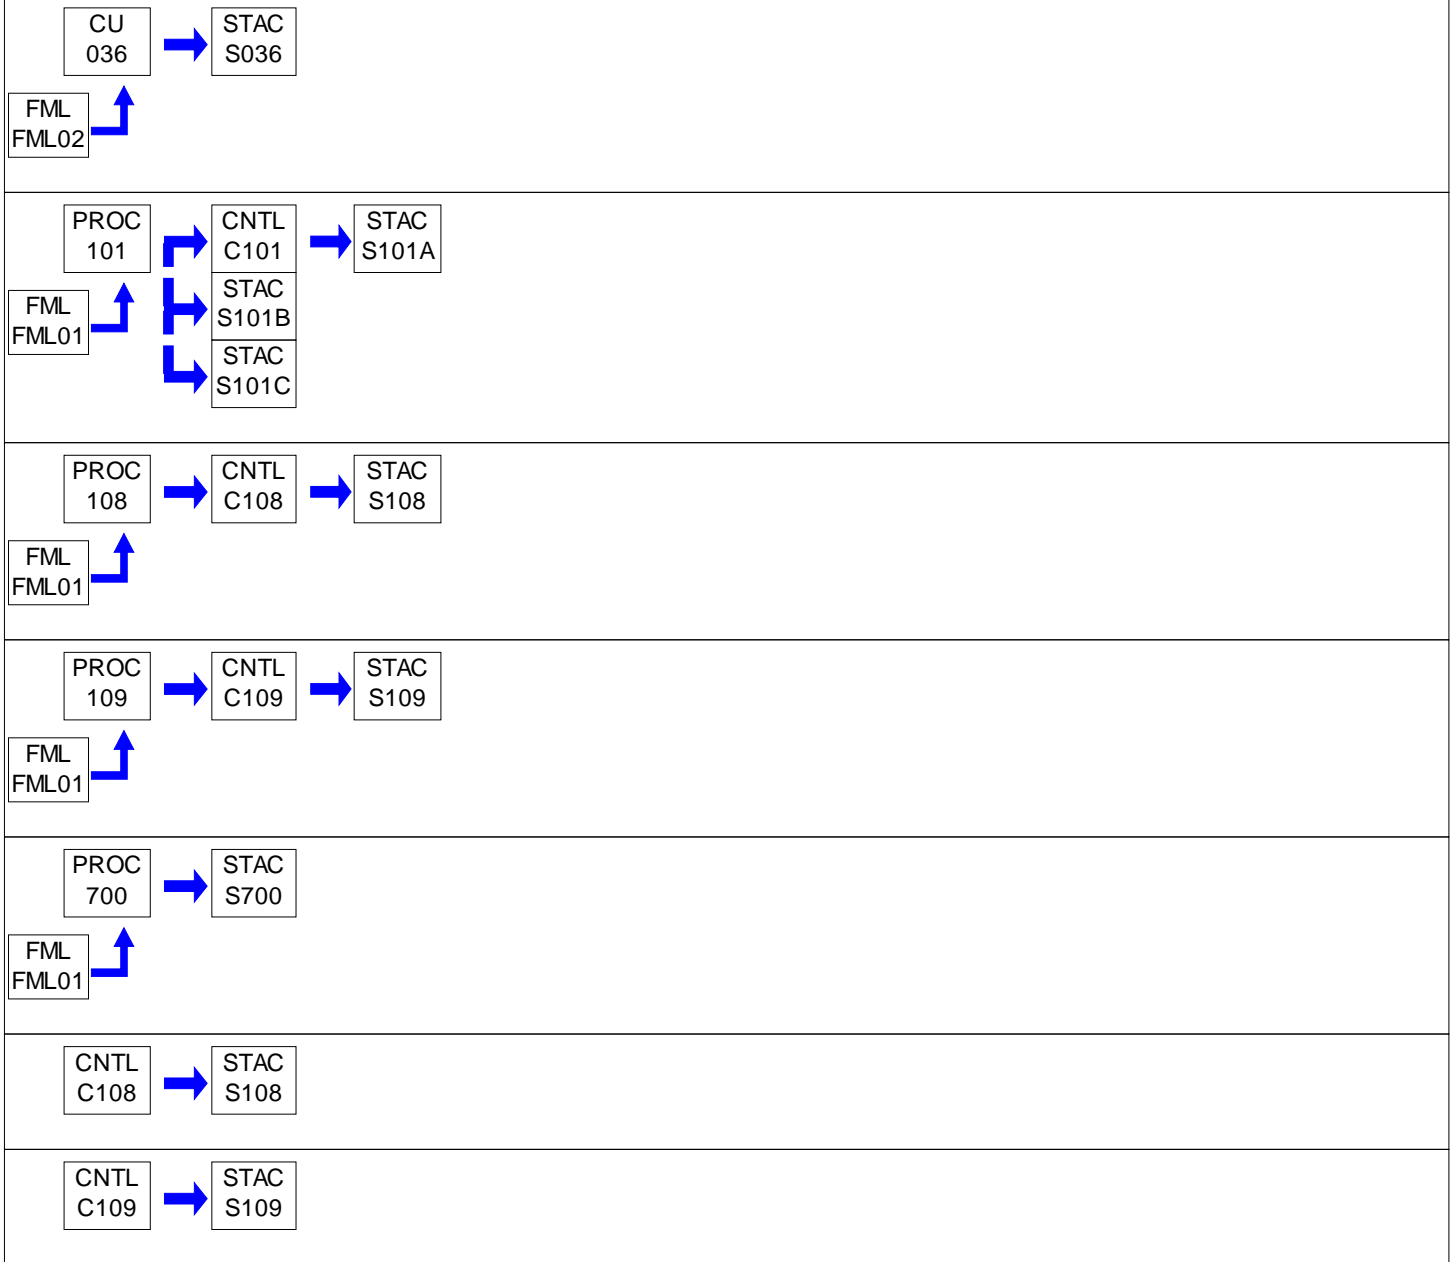 CU
036
STAC
S036
FML
FML02
PROC
101
CNTL
C101
STAC
S101A
STAC
S101B
STAC
S101C
FML
FML01
PROC
108
CNTL
C108
STAC
S108
FML
FML01
PROC
109
CNTL
C109
STAC
S109
FML
FML01
PROC
700
STAC
S700
FML
FML01
CNTL
C108
STAC
S108
CNTL
C109
STAC
S109